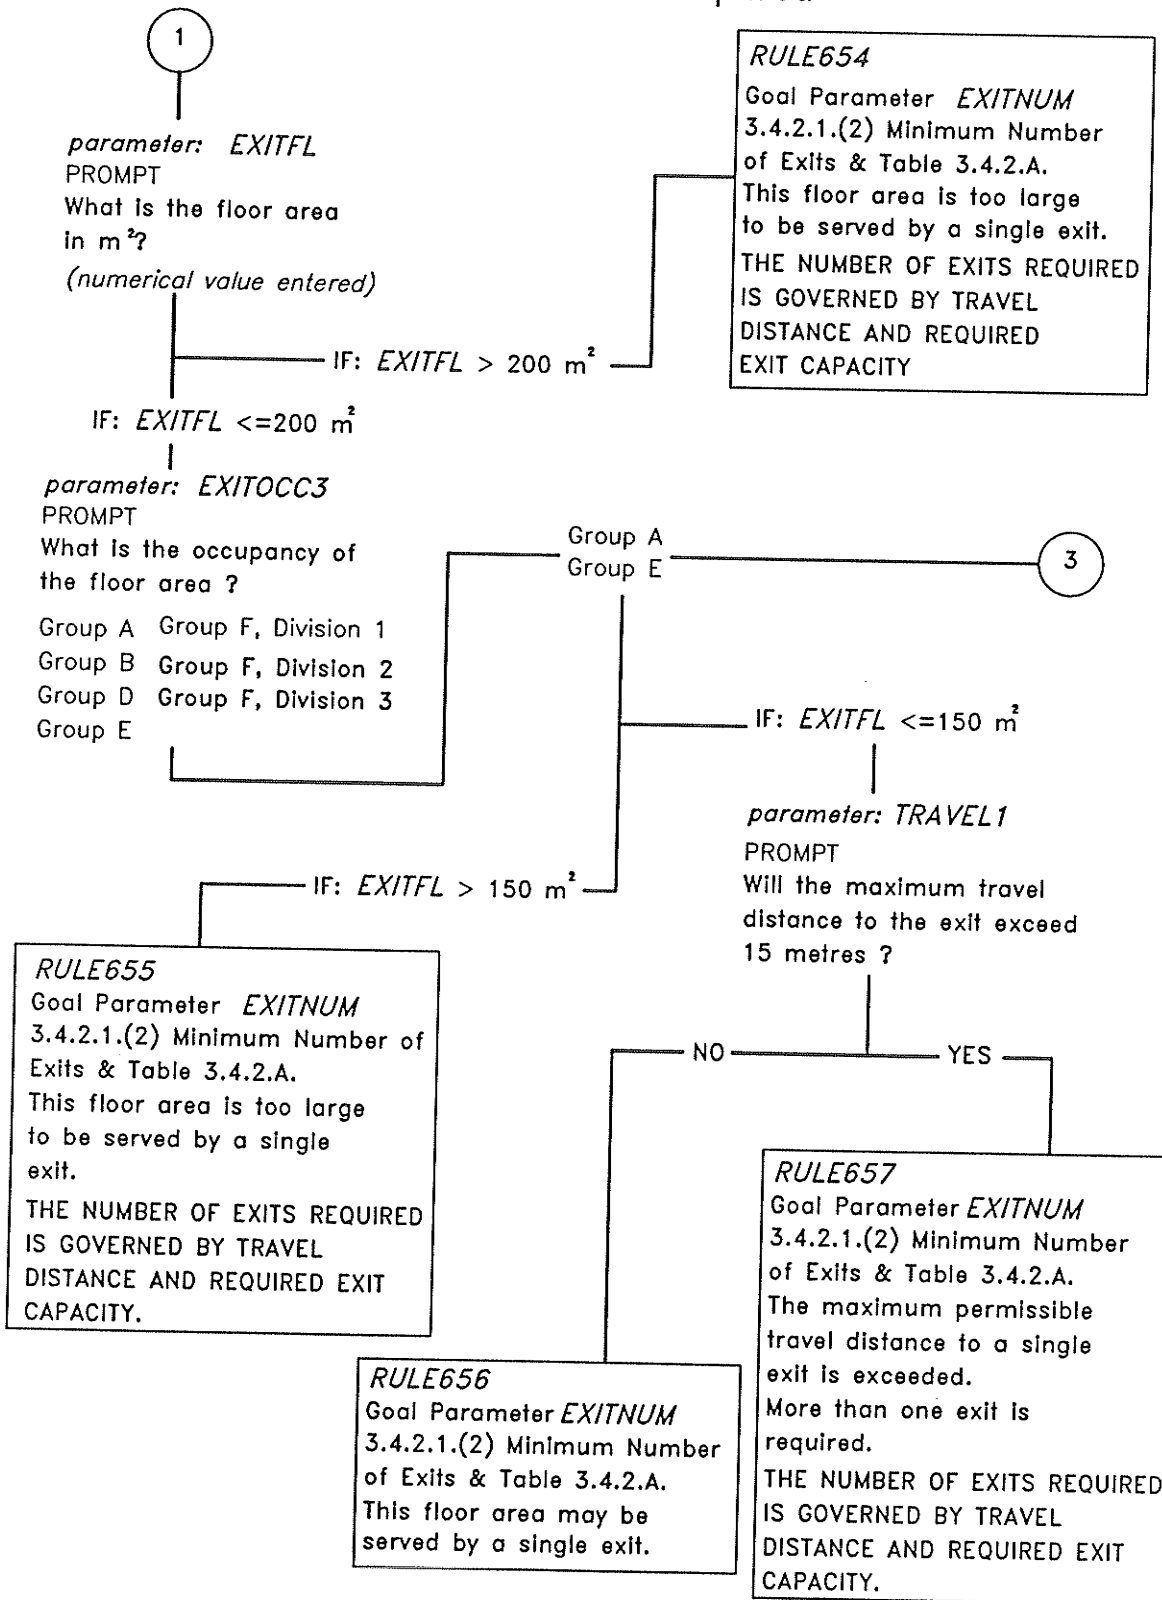 1
parameter: EXITFL
PROMPT
What is the floor area
in m²?
(numerical value entered)
RULE654
Goal Parameter EXITNUM
3.4.2.1.(2) Minimum Number
of Exits & Table 3.4.2.A.
This floor area is too large
to be served by a single exit.
THE NUMBER OF EXITS REQUIRED
IS GOVERNED BY TRAVEL
DISTANCE AND REQUIRED
EXIT CAPACITY
IF: EXITFL > 200 m²
IF: EXITFL <=200 m²
parameter: EXITOCC3
PROMPT
What is the occupancy of
the floor area ?
Group A Group F, Division 1
Group B Group F, Division 2
Group D Group F, Division 3
Group E
Group A
Group E
3
IF: EXITFL <=150 m²
parameter: TRAVEL1
PROMPT
Will the maximum travel
distance to the exit exceed
15 metres ?
IF: EXITFL > 150 m²
NO
YES
RULE655
Goal Parameter EXITNUM
3.4.2.1.(2) Minimum Number of
Exits & Table 3.4.2.A.
This floor area is too large
to be served by a single
exit.
THE NUMBER OF EXITS REQUIRED
IS GOVERNED BY TRAVEL
DISTANCE AND REQUIRED EXIT
CAPACITY.
RULE656
Goal Parameter EXITNUM
3.4.2.1.(2) Minimum Number
of Exits & Table 3.4.2.A.
This floor area may be
served by a single exit.
RULE657
Goal Parameter EXITNUM
3.4.2.1.(2) Minimum Number
of Exits & Table 3.4.2.A.
The maximum permissible
travel distance to a single
exit is exceeded.
More than one exit is
required.
THE NUMBER OF EXITS REQUIRED
IS GOVERNED BY TRAVEL
DISTANCE AND REQUIRED EXIT
CAPACITY.